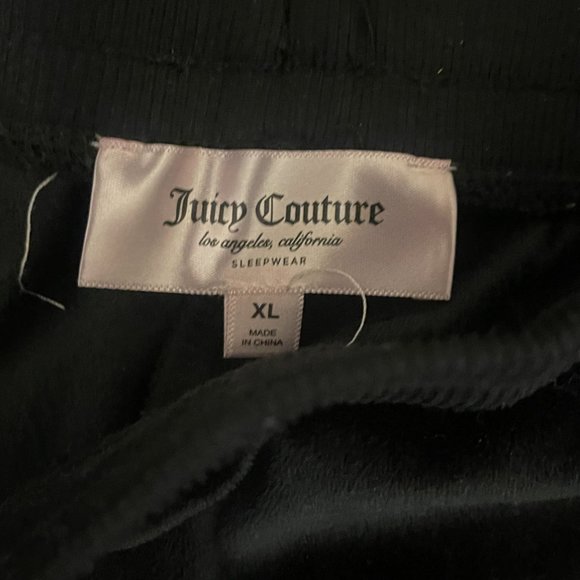 Juicy Couture
los angeles, california
SLEEPWEAR
XL
MADE
IN CHINA